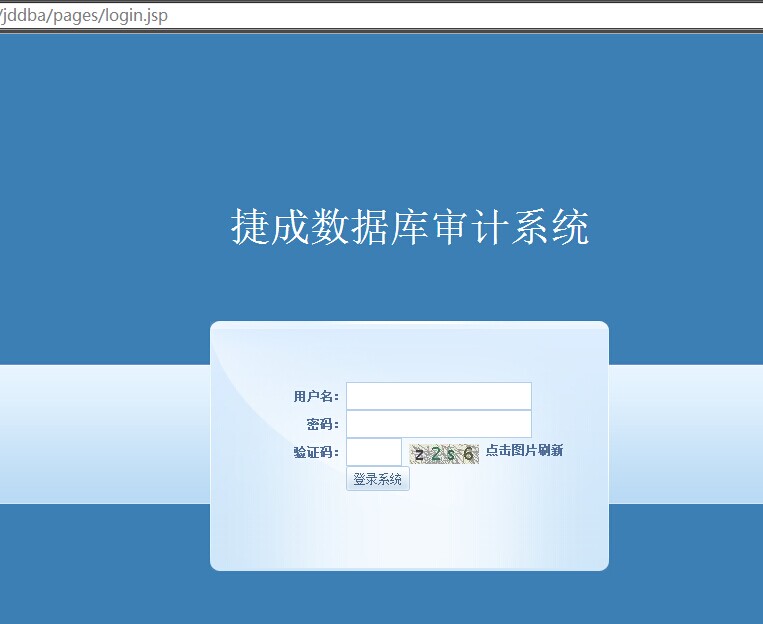 /jddba/pages/login.jsp
捷成数据库审计系统
用户名：
密码：
验证码： z2s6 点击图片刷新
登录系统